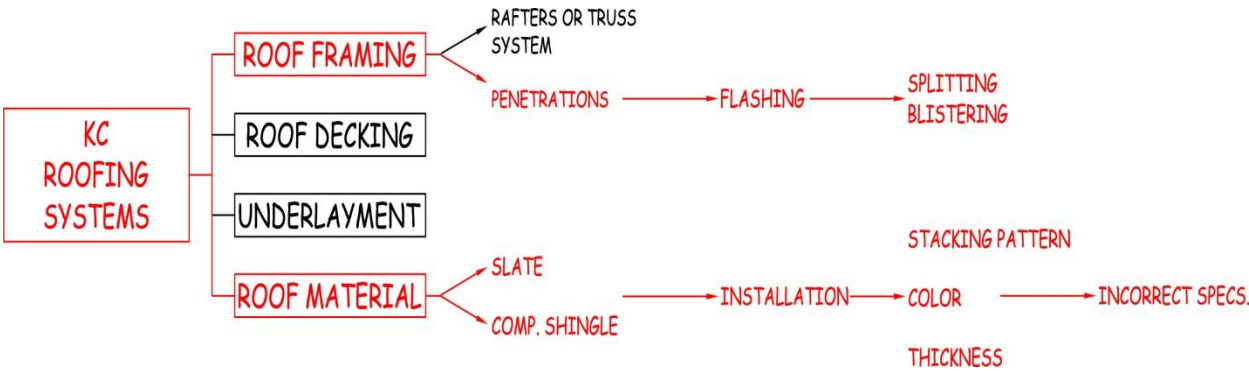 KC
ROOFING
SYSTEMS
ROOF FRAMING
RAFTERS OR TRUSS
SYSTEM
PENETRATIONS
FLASHING
SPLITTING
BLISTERING
ROOF DECKING
UNDERLAYMENT
ROOF MATERIAL
SLATE
COMP. SHINGLE
INSTALLATION
STACKING PATTERN
COLOR
THICKNESS
INCORRECT SPECS.